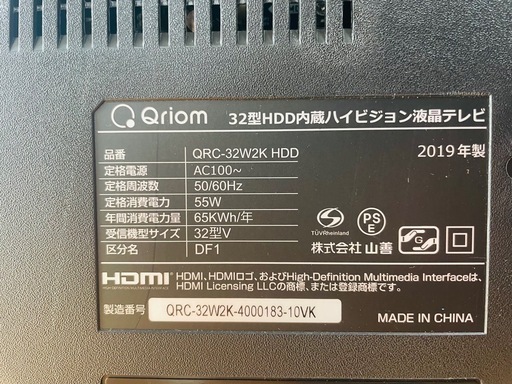 Qriom 32型HDD内蔵ハイビジョン液晶テレビ
品番 QRC-32W2K HDD 2019年製
定格電源 AC100~
定格周波数 50/60Hz
定格消費電力 55W
年間消費電力量 65KWh/年
受信機型サイズ 32型V
区分名 DF1
TÜVRheinland
PSE
株式会社 山善
HDMI HDMI、HDMIロゴ、およびHigh-Definition Multimedia Interfaceは、
HDMI Licensing LLCの商標、または登録商標です。
HIGH-DEFINITION MULTIMEDIA INTERFACE
製造番号 QRC-32W2K-4000183-10VK
MADE IN CHINA